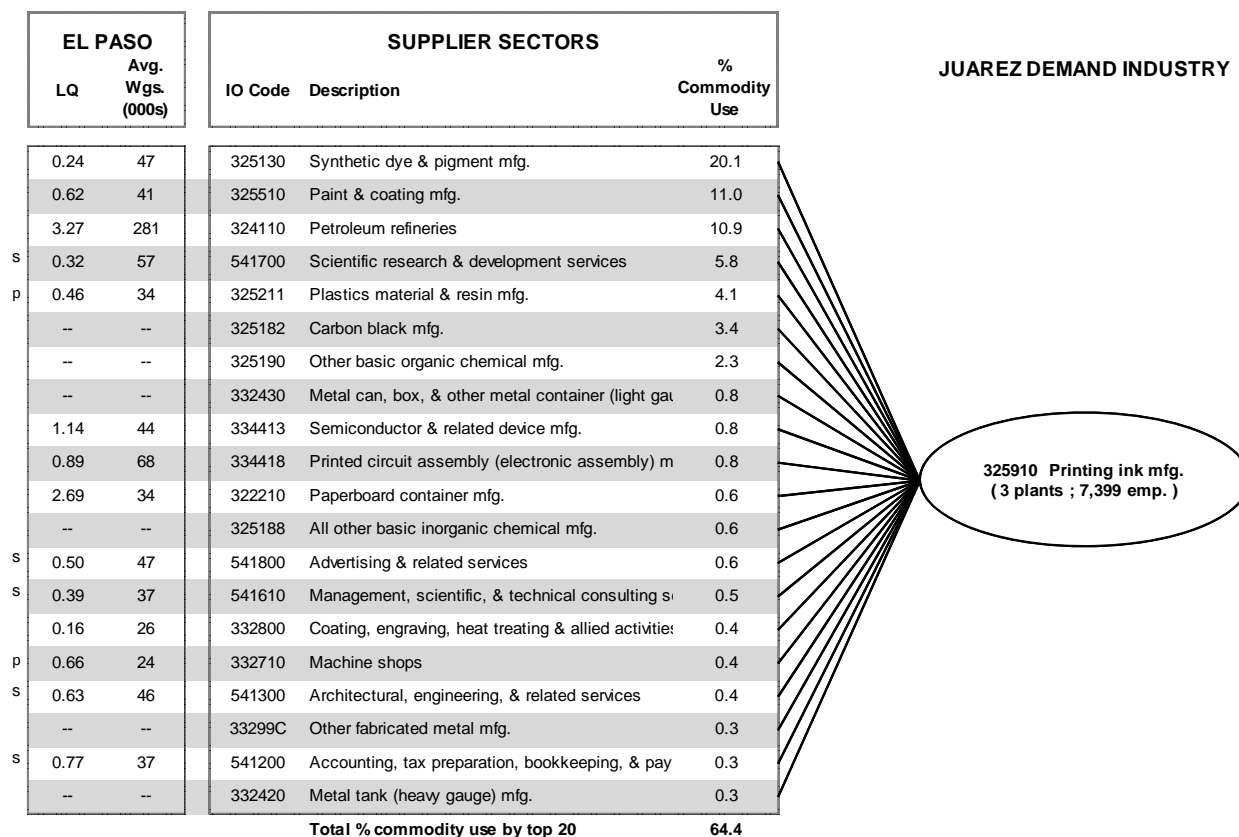 EL PASO
SUPPLIER SECTORS
JUAREZ DEMAND INDUSTRY
LQ Avg. Wgs. (000s) IO Code Description % Commodity Use
0.24 47 325130 Synthetic dye & pigment mfg. 20.1
0.62 41 325510 Paint & coating mfg. 11.0
3.27 281 324110 Petroleum refineries 10.9
s 0.32 57 541700 Scientific research & development services 5.8
p 0.46 34 325211 Plastics material & resin mfg. 4.1
-- -- 325182 Carbon black mfg. 3.4
-- -- 325190 Other basic organic chemical mfg. 2.3
-- -- 332430 Metal can, box, & other metal container (light gau 0.8
1.14 44 334413 Semiconductor & related device mfg. 0.8
0.89 68 334418 Printed circuit assembly (electronic assembly) m 0.8
2.69 34 322210 Paperboard container mfg. 0.6
-- -- 325188 All other basic inorganic chemical mfg. 0.6
s 0.50 47 541800 Advertising & related services 0.6
s 0.39 37 541610 Management, scientific, & technical consulting se 0.5
0.16 26 332800 Coating, engraving, heat treating & allied activities 0.4
p 0.66 24 332710 Machine shops 0.4
s 0.63 46 541300 Architectural, engineering, & related services 0.4
-- -- 33299C Other fabricated metal mfg. 0.3
s 0.77 37 541200 Accounting, tax preparation, bookkeeping, & pay 0.3
-- -- 332420 Metal tank (heavy gauge) mfg. 0.3
Total % commodity use by top 20 64.4
325910 Printing ink mfg.
( 3 plants ; 7,399 emp. )